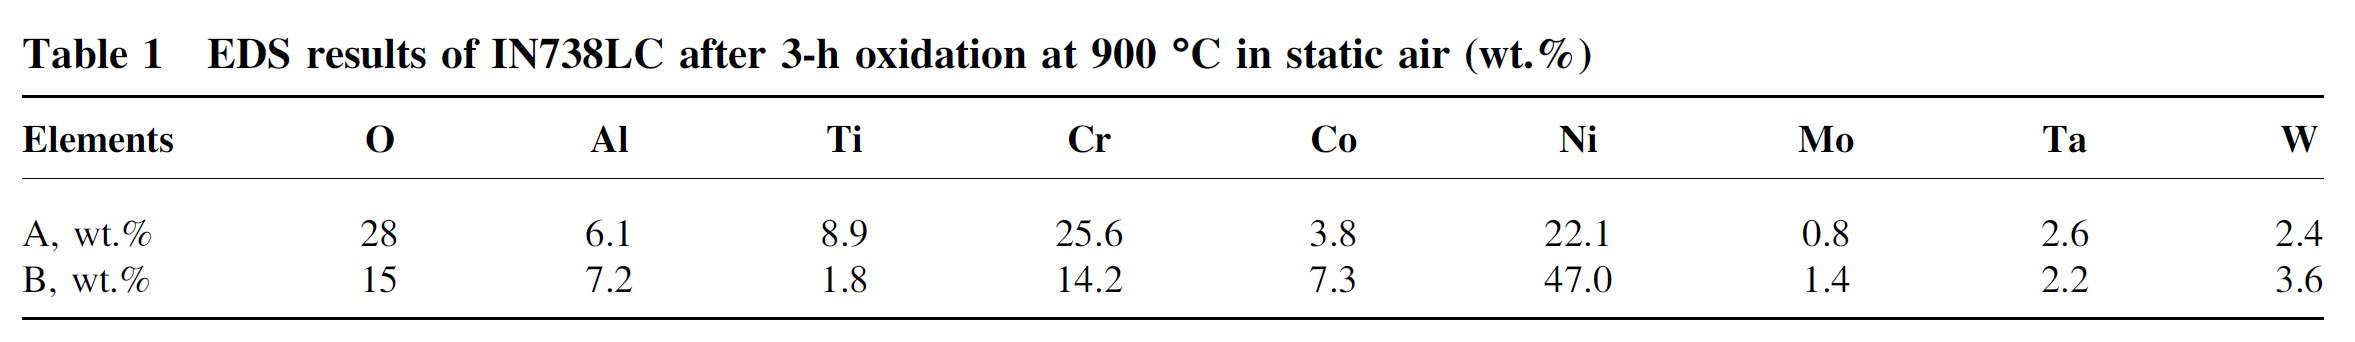 Table 1 EDS results of IN738LC after 3-h oxidation at 900 °C in static air (wt.%)
Elements O Al Ti Cr Co Ni Mo Ta W
A, wt.% 28 6.1 8.9 25.6 3.8 22.1 0.8 2.6 2.4
B, wt.% 15 7.2 1.8 14.2 7.3 47.0 1.4 2.2 3.6